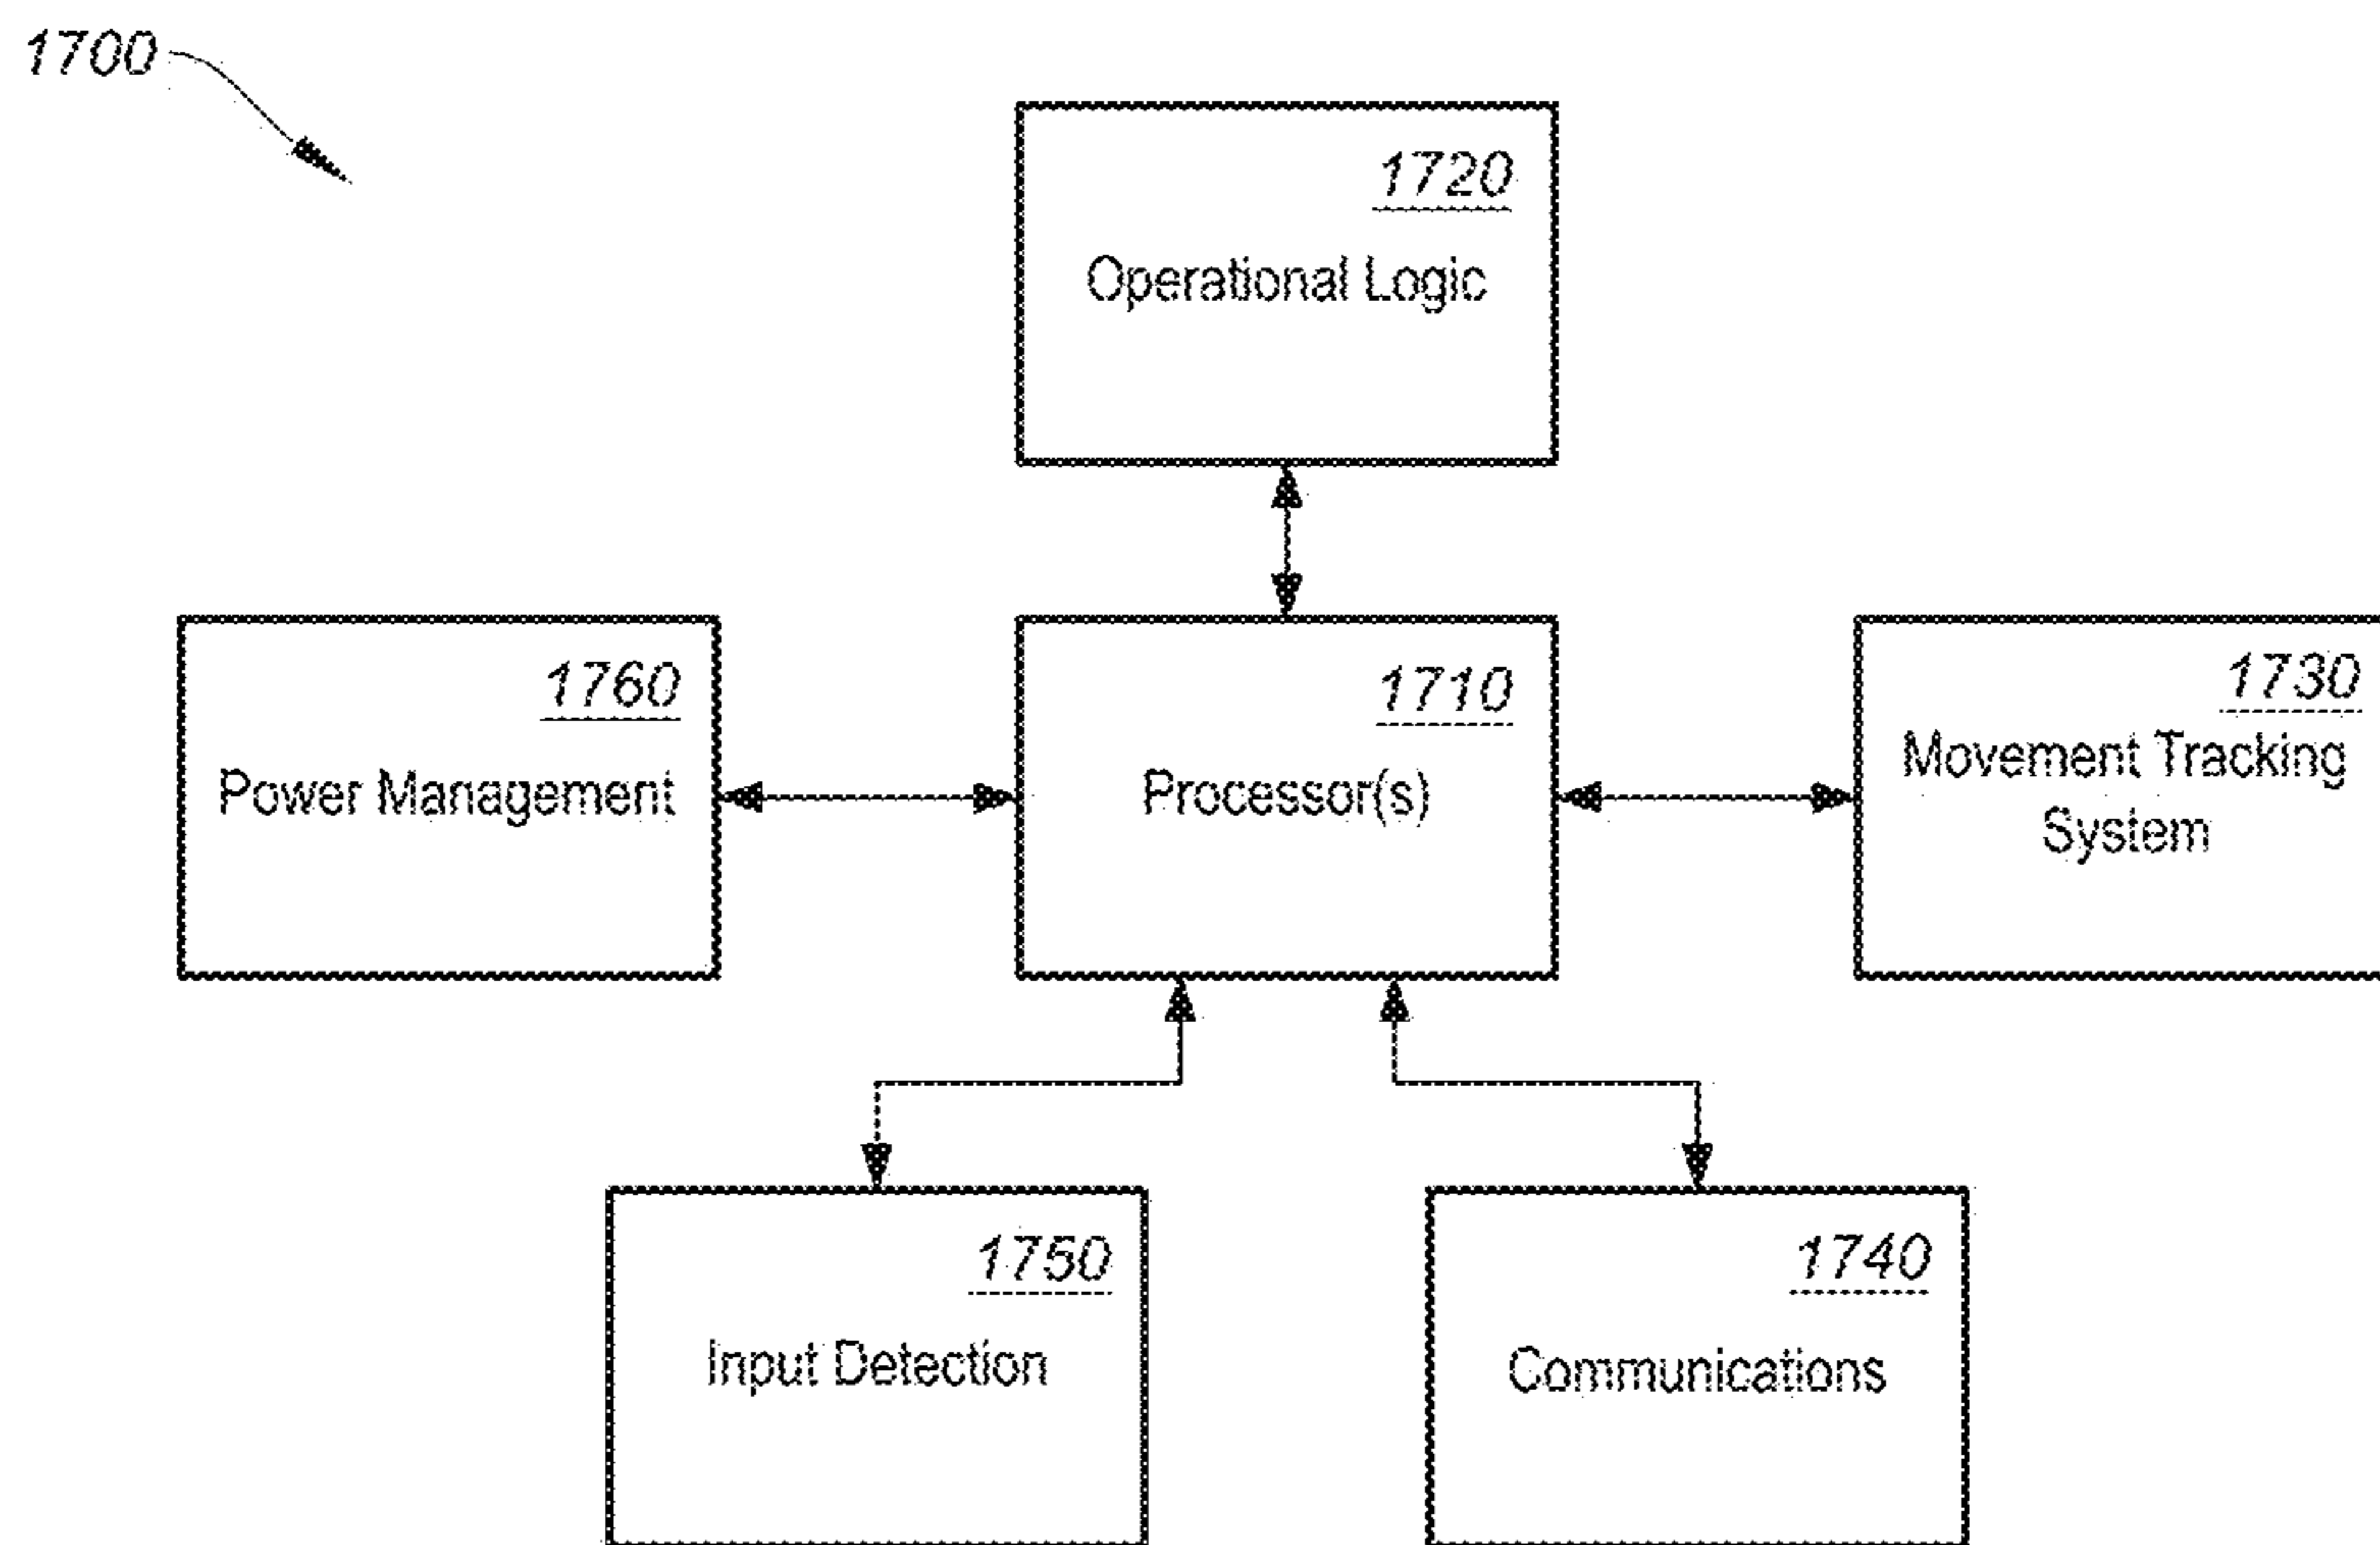 1700
1720
Operational Logic
1760
Power Management
1710
Processor(s)
1730
Movement Tracking
System
1750
Input Detection
1740
Communications